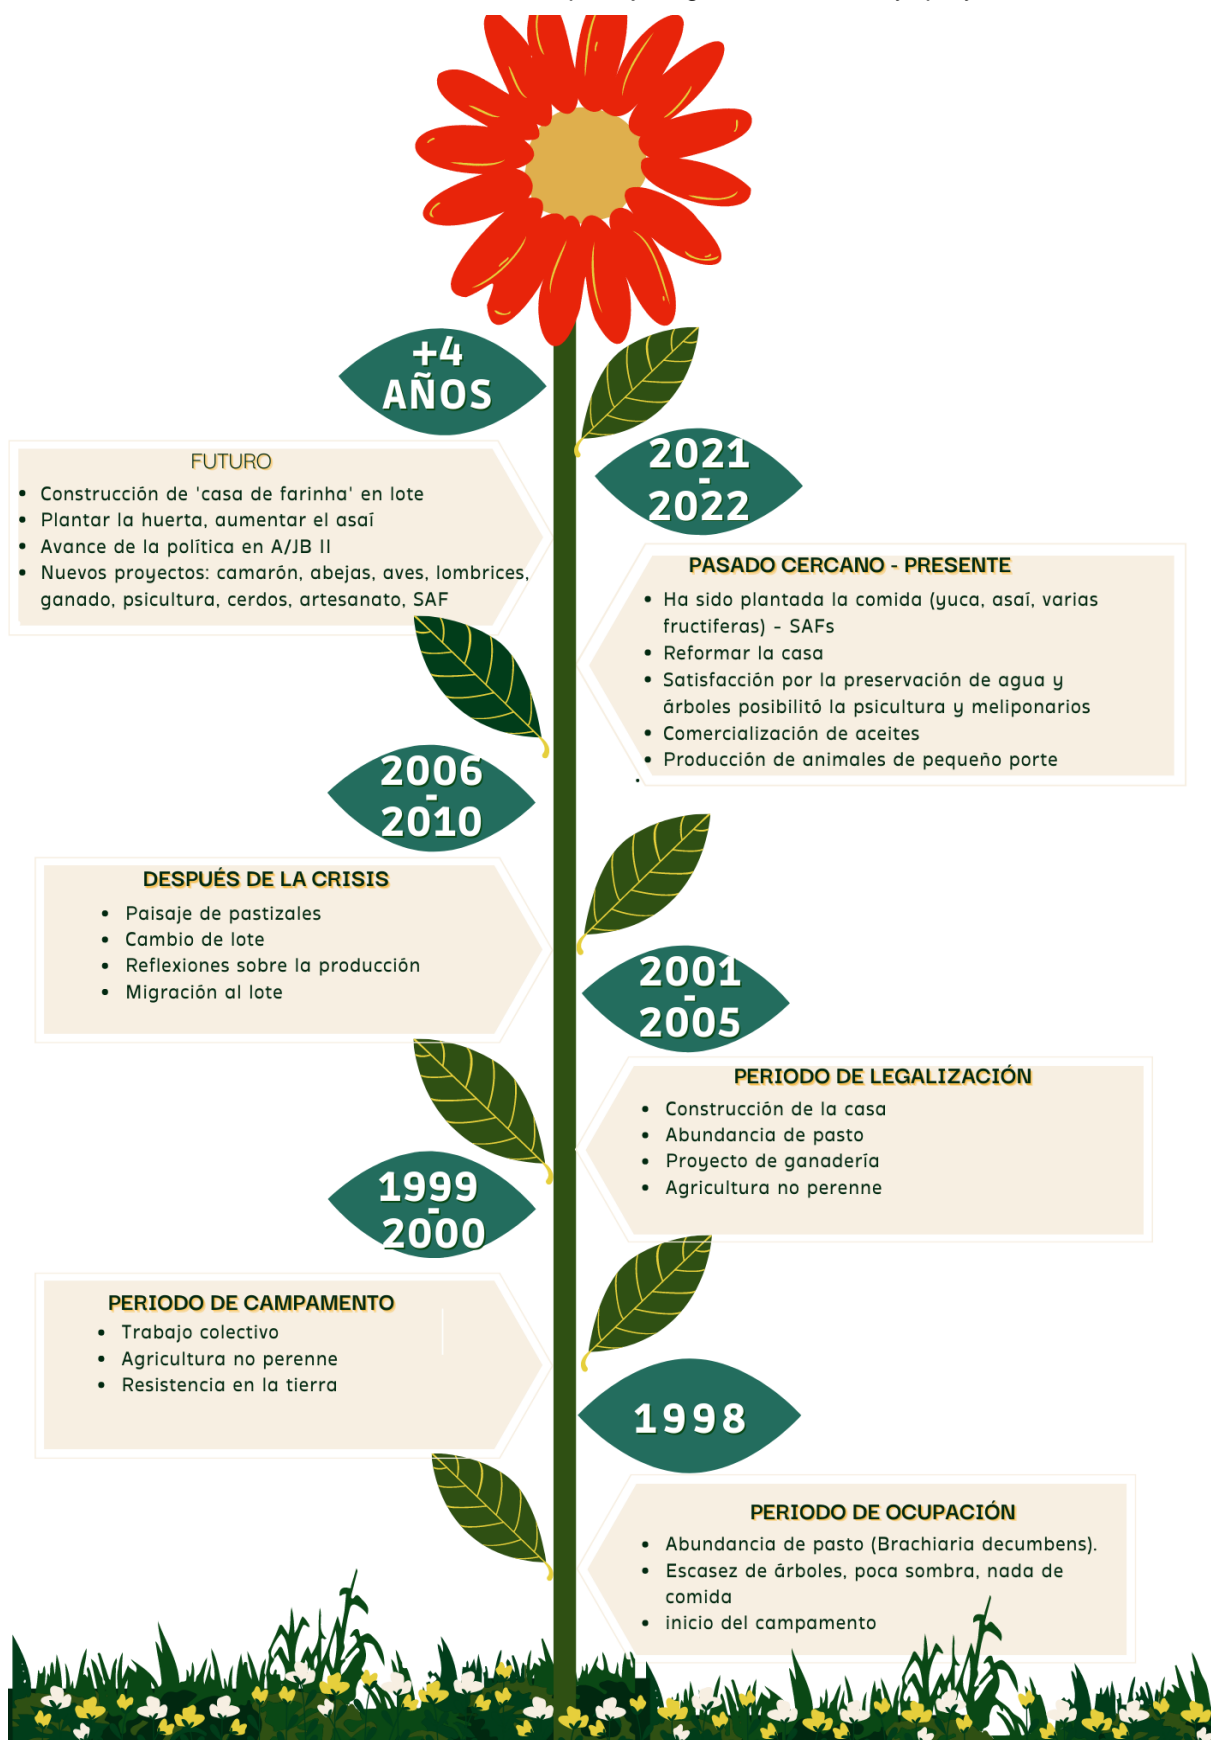 +4
AÑOS
FUTURO
• Construcción de 'casa de farinha' en lote
• Plantar la huerta, aumentar el asaí
• Avance de la política en A/JB II
• Nuevos proyectos: camarón, abejas, aves, lombrices,
ganado, psicultura, cerdos, artesanato, SAF
2021
-
2022
PASADO CERCANO - PRESENTE
• Ha sido plantada la comida (yuca, asaí, varias
fructiferas) - SAFs
• Reformar la casa
• Satisfacción por la preservación de agua y
árboles posibilitó la psicultura y meliponarios
• Comercialización de aceites
• Producción de animales de pequeño porte
2006
-
2010
DESPUÉS DE LA CRISIS
• Paisaje de pastizales
• Cambio de lote
• Reflexiones sobre la producción
• Migración al lote
2001
-
2005
PERIODO DE LEGALIZACIÓN
• Construcción de la casa
• Abundancia de pasto
• Proyecto de ganadería
• Agricultura no perenne
1999
-
2000
PERIODO DE CAMPAMENTO
• Trabajo colectivo
• Agricultura no perenne
• Resistencia en la tierra
1998
PERIODO DE OCUPACIÓN
• Abundancia de pasto (Brachiaria decumbens).
• Escasez de árboles, poca sombra, nada de
comida
• inicio del campamento